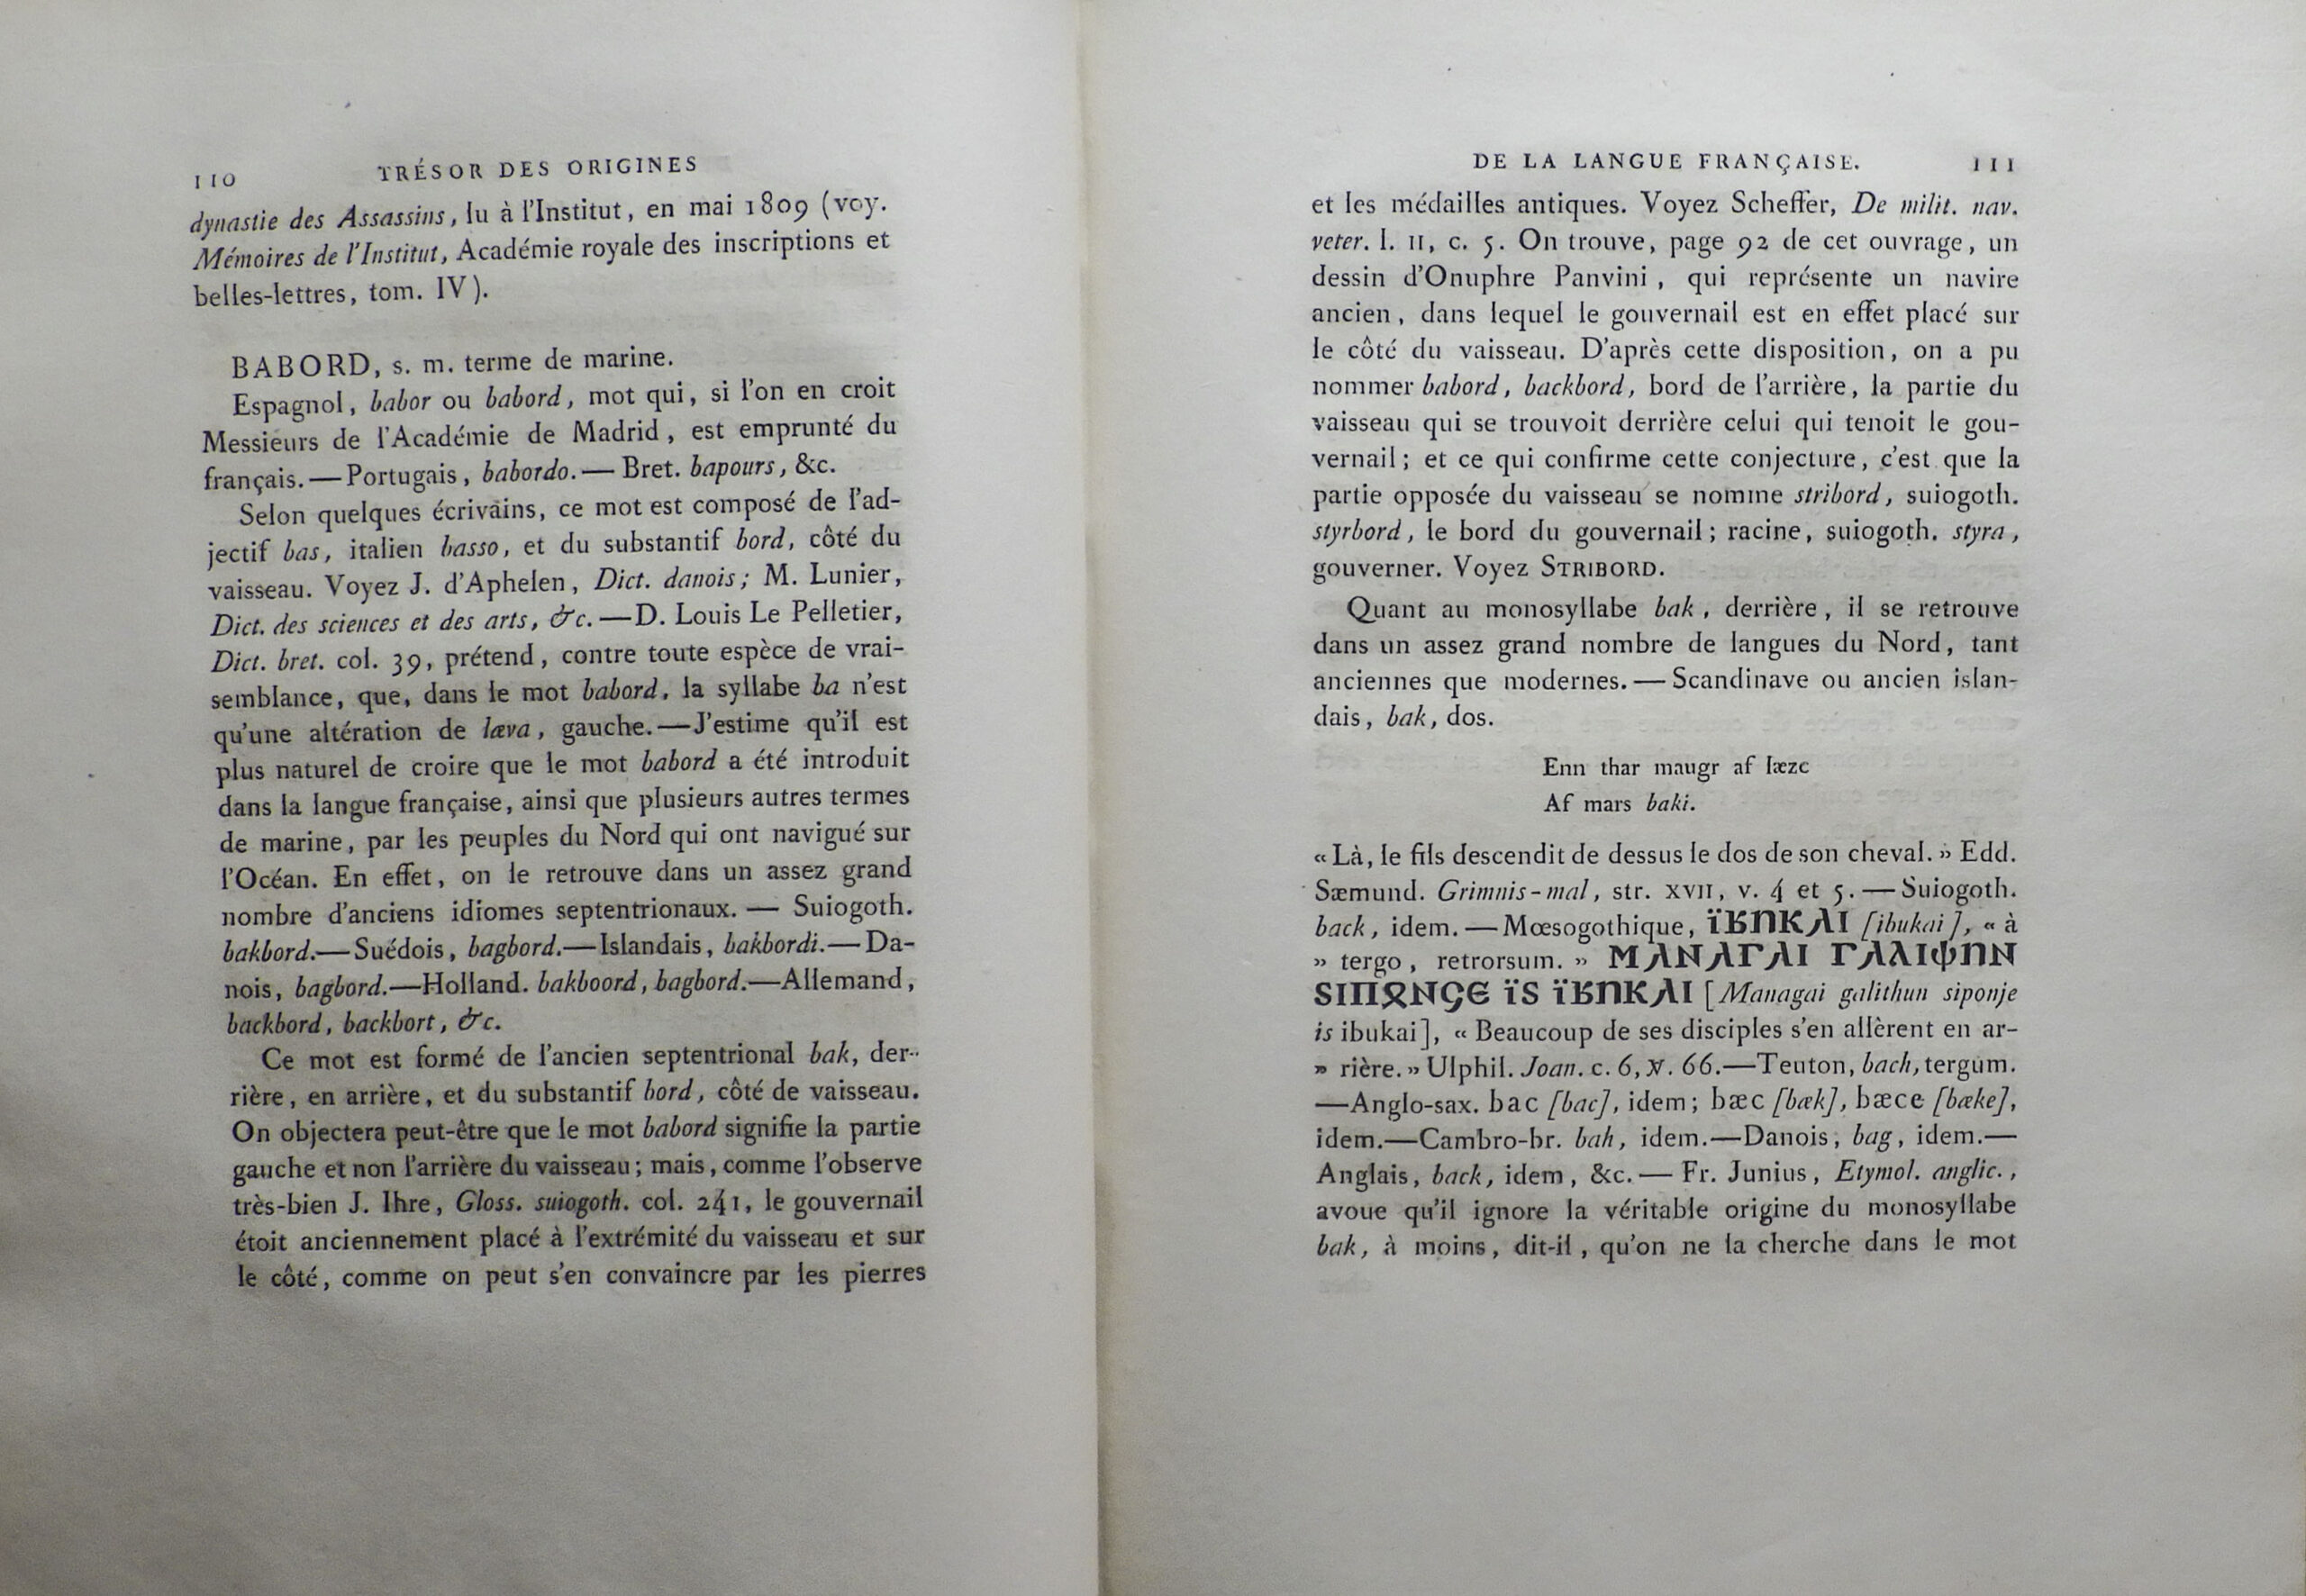 110 TRÉSOR DES ORIGINES
dynastie des Assassins, lu à l'Institut, en mai 1809 (voy.
Mémoires de l'Institut, Académie royale des inscriptions et
belles-lettres, tom. IV).
BABORD, s. m. terme de marine.
Espagnol, babor ou babord, mot qui, si l'on en croit
Messieurs de l'Académie de Madrid, est emprunté du
français.—Portugais, babordo.—Bret. bapours, &c.
Selon quelques écrivains, ce mot est composé de l'ad-
jectif bas, italien basso, et du substantif bord, côté du
vaisseau. Voyez J. d'Aphelen, Dict. danois; M. Lunier,
Dict. des sciences et des arts, &c.—D. Louis Le Pelletier,
Dict. bret. col. 39, prétend, contre toute espèce de vrai-
semblance, que, dans le mot babord, la syllabe ba n'est
qu'une altération de læva, gauche.—J'estime qu'il est
plus naturel de croire que le mot babord a été introduit
dans la langue française, ainsi que plusieurs autres termes
de marine, par les peuples du Nord qui ont navigué sur
l'Océan. En effet, on le retrouve dans un assez grand
nombre d'anciens idiomes septentrionaux. — Suiogoth.
bakbord.—Suédois, bagbord.—Islandais, bakbordi.—Da-
nois, bagbord.—Holland. bakboord, bagbord.—Allemand,
backbord, backbort, &c.
Ce mot est formé de l'ancien septentrional bak, der-
rière, en arrière, et du substantif bord, côté de vaisseau.
On objectera peut-être que le mot babord signifie la partie
gauche et non l'arrière du vaisseau; mais, comme l'observe
très-bien J. Ihre, Gloss. suiogoth. col. 241, le gouvernail
étoit anciennement placé à l'extrémité du vaisseau et sur
le côté, comme on peut s'en convaincre par les pierres
DE LA LANGUE FRANÇAISE. 111
et les médailles antiques. Voyez Scheffer, De milit. nav.
veter. l. II, c. 5. On trouve, page 92 de cet ouvrage, un
dessin d'Onuphre Panvini, qui représente un navire
ancien, dans lequel le gouvernail est en effet placé sur
le côté du vaisseau. D'après cette disposition, on a pu
nommer babord, backbord, bord de l'arrière, la partie du
vaisseau qui se trouvoit derrière celui qui tenoit le gou-
vernail; et ce qui confirme cette conjecture, c'est que la
partie opposée du vaisseau se nomme stribord, suiogoth.
styrbord, le bord du gouvernail; racine, suiogoth. styra,
gouverner. Voyez STRIBORD.
Quant au monosyllabe bak, derrière, il se retrouve
dans un assez grand nombre de langues du Nord, tant
anciennes que modernes.—Scandinave ou ancien islan-
dais, bak, dos.
Enn thar maugr af læze
Af mars baki.
«Là, le fils descendit de dessus le dos de son cheval.» Edd.
Sæmund. Grimnis-mal, str. XVII, v. 4 et 5.—Suiogoth.
back, idem.—Mœsogothique, 𐌹̈𐌱𐌿𐌺𐌰𐌹 [ibukai], « à
» tergo, retrorsum. » 𐌼𐌰𐌽𐌰𐌲𐌰𐌹 𐌲𐌰𐌻𐌹𐌸𐌿𐌽
𐍃𐌹𐍀𐍉𐌽𐌾𐌴 𐌹̈𐍃 𐌹̈𐌱𐌿𐌺𐌰𐌹 [Managai galithun siponje
is ibukai], « Beaucoup de ses disciples s'en allèrent en ar-
» rière.» Ulphil. Joan. c. 6, ℣. 66.—Teuton, bach, tergum.
—Anglo-sax. bac [bac], idem; bæc [bæk], bæce [bæke],
idem.—Cambro-br. bah, idem.—Danois, bag, idem.—
Anglais, back, idem, &c.— Fr. Junius, Etymol. anglic.,
avoue qu'il ignore la véritable origine du monosyllabe
bak, à moins, dit-il, qu'on ne la cherche dans le mot